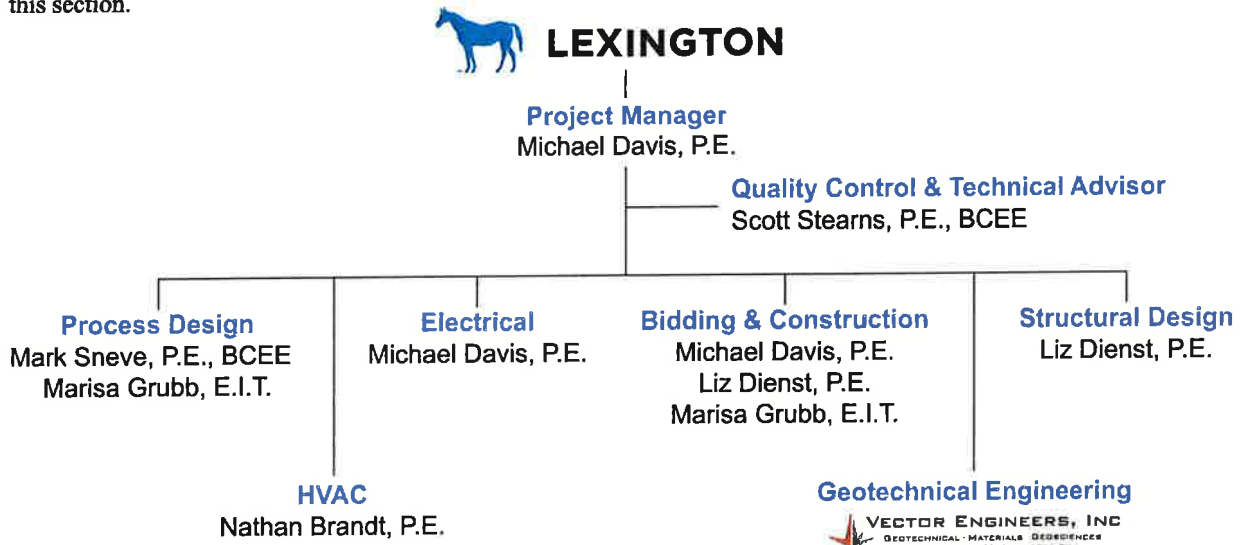 this section.
LEXINGTON
Project Manager
Michael Davis, P.E.
Quality Control & Technical Advisor
Scott Stearns, P.E., BCEE
Process Design
Mark Sneve, P.E., BCEE
Marisa Grubb, E.I.T.
Electrical
Michael Davis, P.E.
Bidding & Construction
Michael Davis, P.E.
Liz Dienst, P.E.
Marisa Grubb, E.I.T.
Structural Design
Liz Dienst, P.E.
HVAC
Nathan Brandt, P.E.
Geotechnical Engineering
VECTOR ENGINEERS, INC
GEOTECHNICAL · MATERIALS GEOSCIENCES